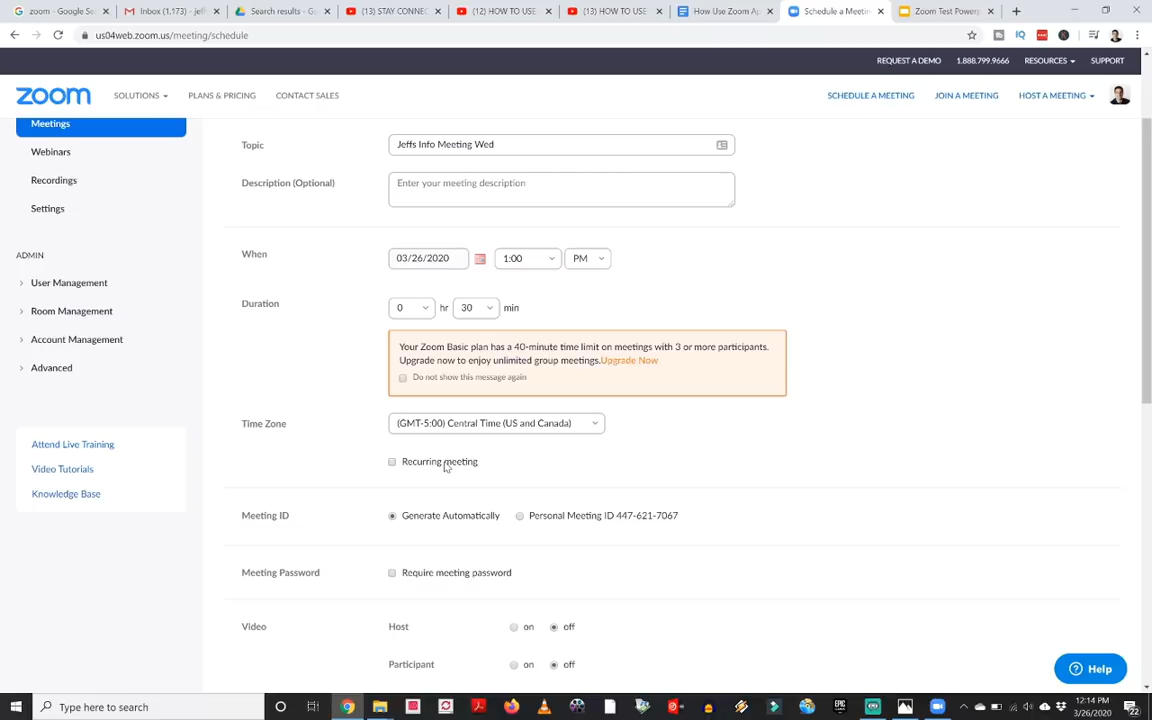 zoom - Google Se
Inbox (1,173) - jeff
Search results - Go
(13) STAY CONNEC
(12) HOW TO USE
(13) HOW TO USE
How Use Zoom Ap
Schedule a Meetin
Zoom Test Powerp
us04web.zoom.us/meeting/schedule
REQUEST A DEMO 1.888.799.9666 RESOURCES SUPPORT
zoom SOLUTIONS PLANS & PRICING CONTACT SALES SCHEDULE A MEETING JOIN A MEETING HOST A MEETING
Meetings
Webinars
Recordings
Settings
ADMIN
User Management
Room Management
Account Management
Advanced
Attend Live Training
Video Tutorials
Knowledge Base
Topic Jeffs Info Meeting Wed
Description (Optional) Enter your meeting description
When 03/26/2020 1:00 PM
Duration 0 hr 30 min
Your Zoom Basic plan has a 40-minute time limit on meetings with 3 or more participants.
Upgrade now to enjoy unlimited group meetings.Upgrade Now
Do not show this message again
Time Zone (GMT-5:00) Central Time (US and Canada)
Recurring meeting
Meeting ID Generate Automatically Personal Meeting ID 447-621-7067
Meeting Password Require meeting password
Video Host on off
Participant on off
Help
Type here to search
12:14 PM
3/26/2020
22